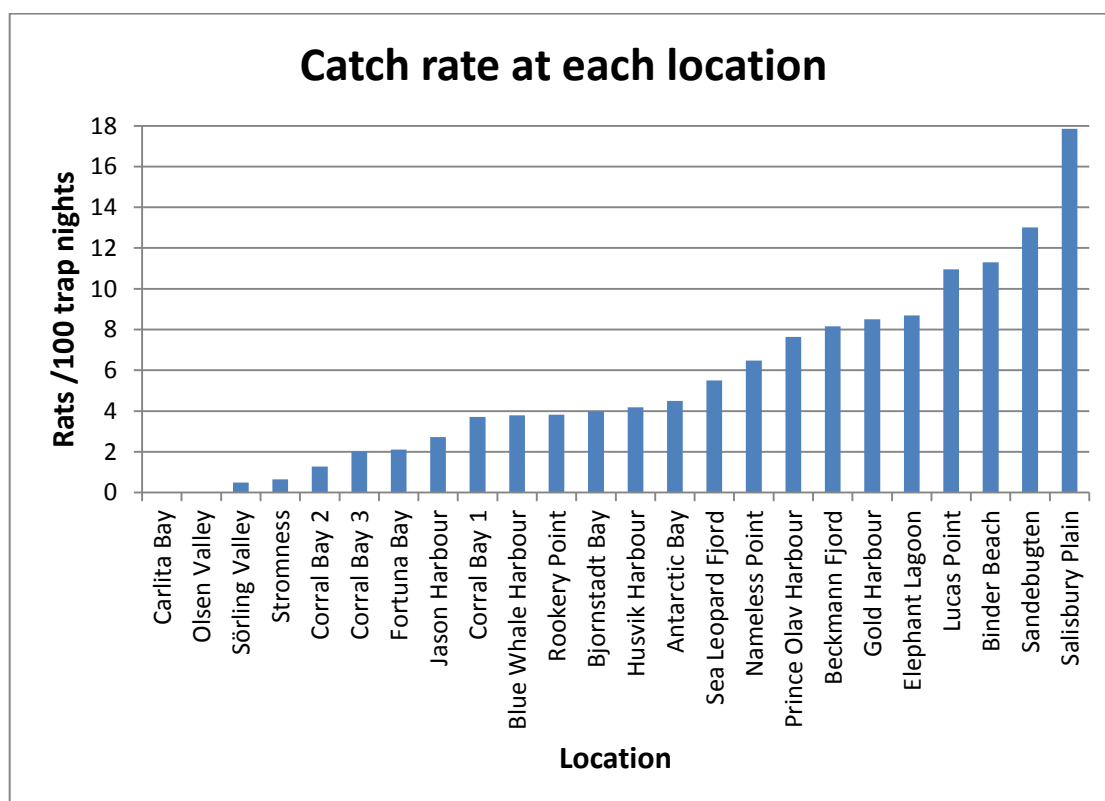 Catch rate at each location
Rats /100 trap nights
18
16
14
12
10
8
6
4
2
0
Carlita Bay
Olsen Valley
Sörling Valley
Stromness
Corral Bay 2
Corral Bay 3
Fortuna Bay
Jason Harbour
Corral Bay 1
Blue Whale Harbour
Rookery Point
Bjornstadt Bay
Husvik Harbour
Antarctic Bay
Sea Leopard Fjord
Nameless Point
Prince Olav Harbour
Beckmann Fjord
Gold Harbour
Elephant Lagoon
Lucas Point
Binder Beach
Sandebugten
Salisbury Plain
Location